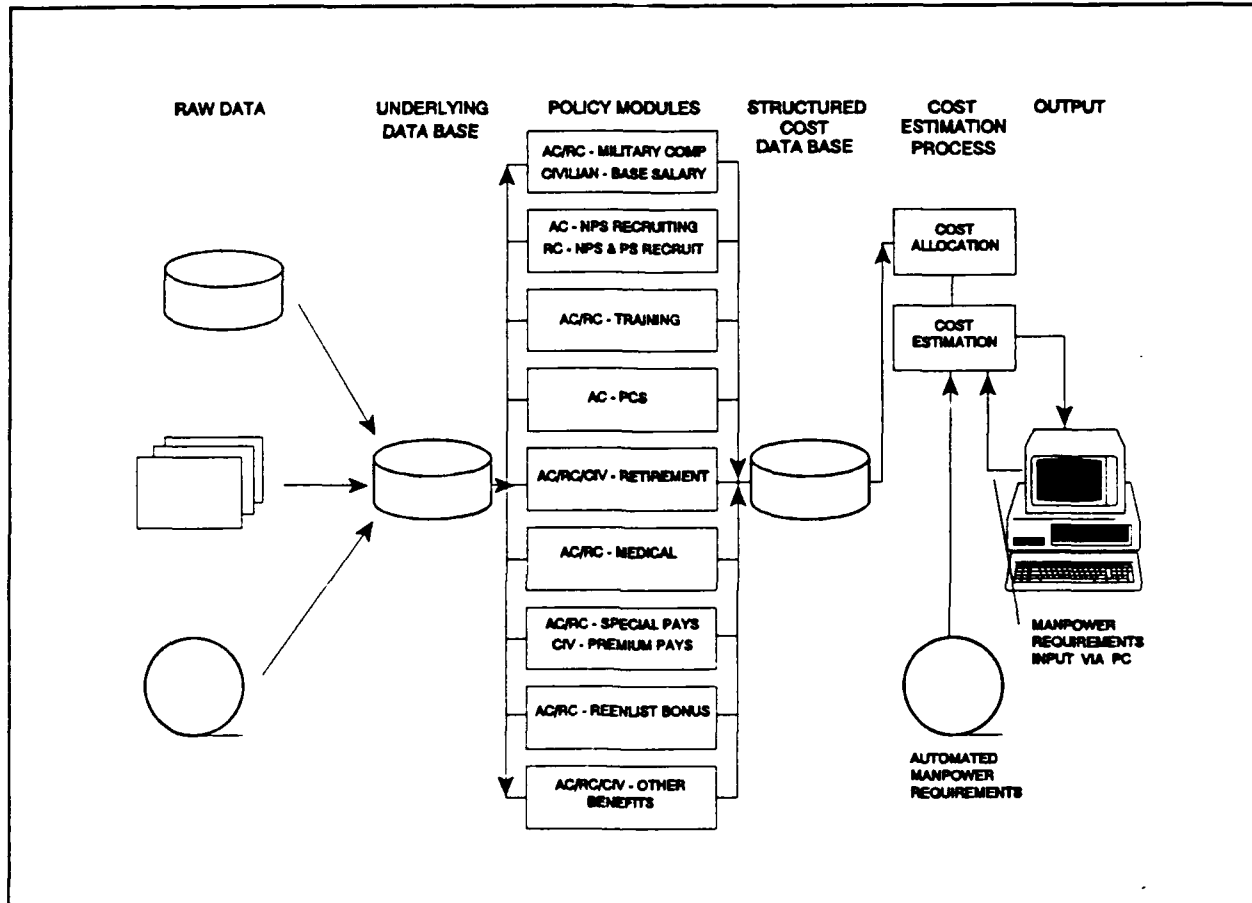 RAW DATA
UNDERLYING
DATA BASE
POLICY MODULES
STRUCTURED
COST
DATA BASE
COST
ESTIMATION
PROCESS
OUTPUT
AC/RC - MILITARY COMP
CIVILIAN - BASE SALARY
AC - NPS RECRUITING
RC - NPS & PS RECRUIT
AC/RC - TRAINING
AC - PCS
AC/RC/CIV - RETIREMENT
AC/RC - MEDICAL
AC/RC - SPECIAL PAYS
CIV - PREMIUM PAYS
AC/RC - REENLIST BONUS
AC/RC/CIV - OTHER
BENEFITS
COST
ALLOCATION
COST
ESTIMATION
MANPOWER
REQUIREMENTS
INPUT VIA PC
AUTOMATED
MANPOWER
REQUIREMENTS